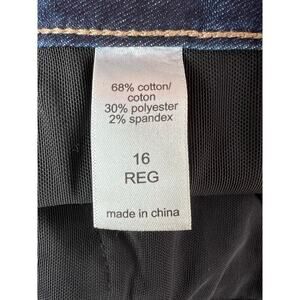 68% cotton/
coton
30% polyester
2% spandex
16
REG
made in china